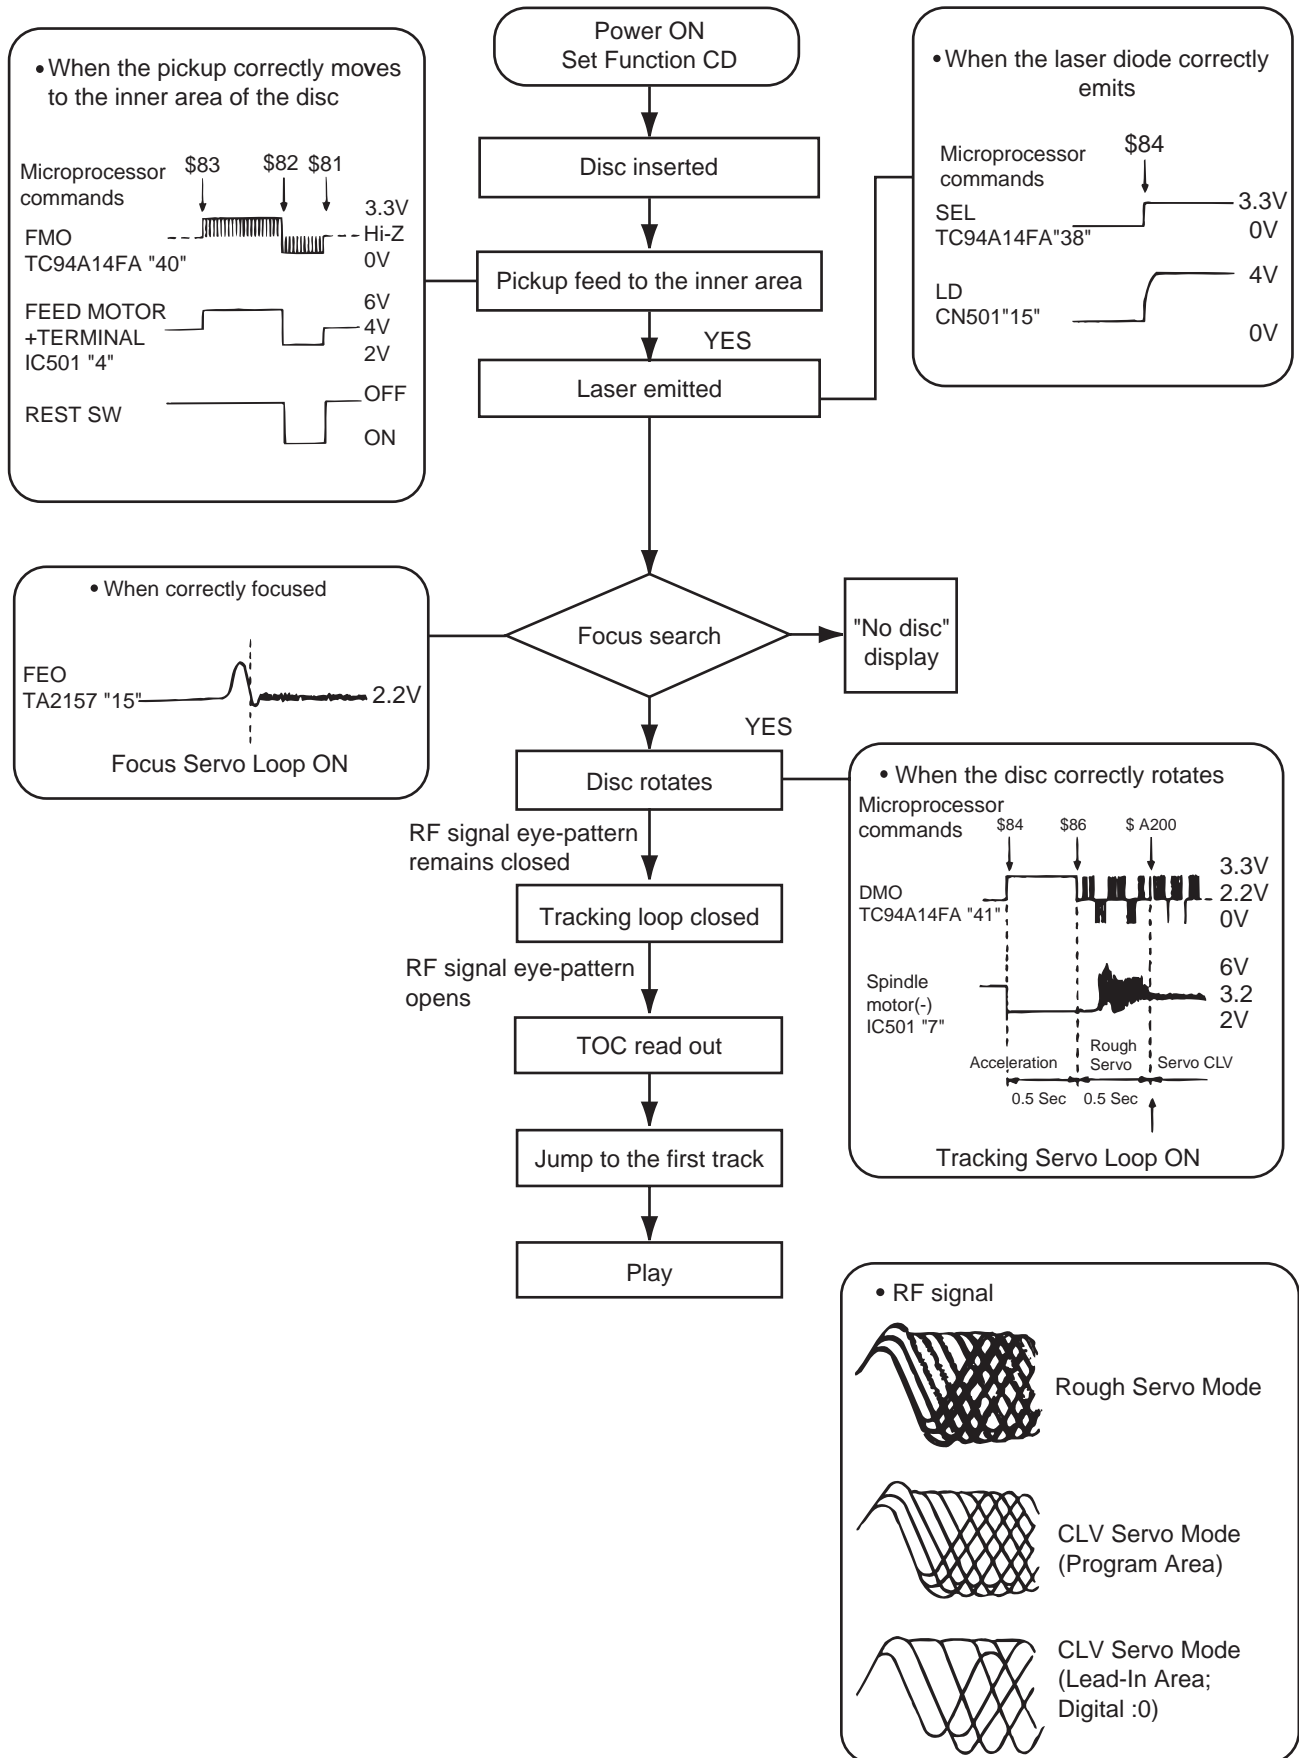 Power ON
Set Function CD
• When the pickup correctly moves
to the inner area of the disc
Microprocessor
commands
$83
$82
$81
FMO
TC94A14FA "40"
3.3V
Hi-Z
0V
FEED MOTOR
+TERMINAL
IC501 "4"
6V
4V
2V
REST SW
OFF
ON
• When the laser diode correctly
emits
Microprocessor
commands
$84
SEL
TC94A14FA"38"
3.3V
0V
LD
CN501"15"
4V
0V
Disc inserted
Pickup feed to the inner area
YES
Laser emitted
• When correctly focused
FEO
TA2157 "15"
2.2V
Focus Servo Loop ON
Focus search
"No disc"
display
YES
Disc rotates
RF signal eye-pattern
remains closed
Tracking loop closed
RF signal eye-pattern
opens
TOC read out
Jump to the first track
Play
• When the disc correctly rotates
Microprocessor
commands
$84
$86
$ A200
DMO
TC94A14FA "41"
3.3V
2.2V
0V
Spindle
motor(-)
IC501 "7"
6V
3.2
2V
Acceleration
Rough
Servo
Servo CLV
0.5 Sec
0.5 Sec
Tracking Servo Loop ON
• RF signal
Rough Servo Mode
CLV Servo Mode
(Program Area)
CLV Servo Mode
(Lead-In Area;
Digital :0)